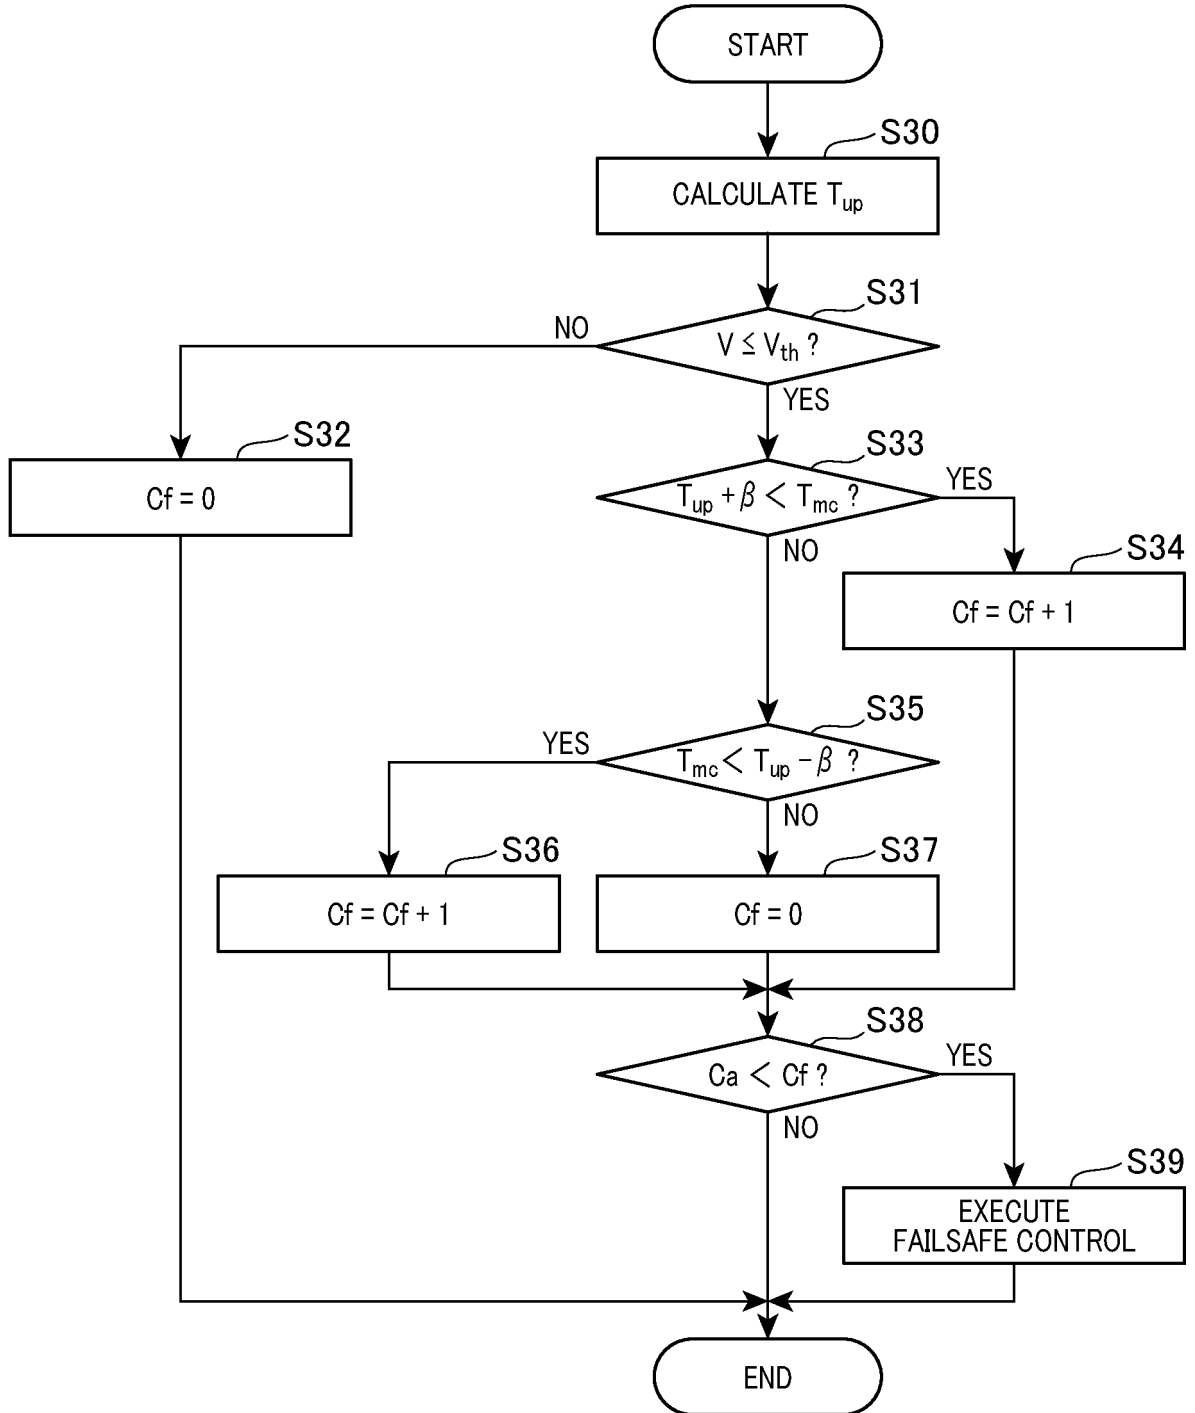 START
S30
CALCULATE Tup
S31
NO
V ≦ Vth ?
YES
S32
Cf = 0
S33
Tup + β < Tmc ?
YES
NO
S34
Cf = Cf + 1
S35
YES
Tmc < Tup − β ?
NO
S36
Cf = Cf + 1
S37
Cf = 0
S38
Ca < Cf ?
YES
NO
S39
EXECUTE
FAILSAFE CONTROL
END